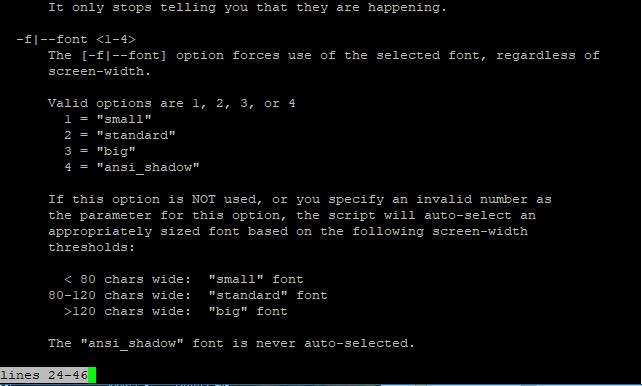 It only stops telling you that they are happening.
-f|--font <1-4>
The [-f|--font] option forces use of the selected font, regardless of
screen-width.
Valid options are 1, 2, 3, or 4
1 = "small"
2 = "standard"
3 = "big"
4 = "ansi_shadow"
If this option is NOT used, or you specify an invalid number as
the parameter for this option, the script will auto-select an
appropriately sized font based on the following screen-width
thresholds:
< 80 chars wide:  "small" font
80-120 chars wide:  "standard" font
>120 chars wide:  "big" font
The "ansi_shadow" font is never auto-selected.
lines 24-46